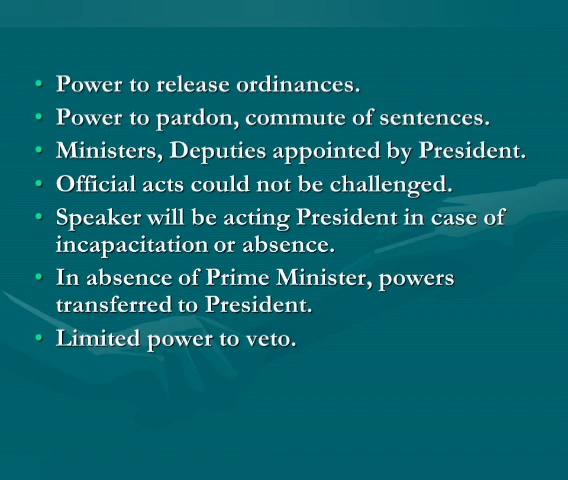 • Power to release ordinances.
• Power to pardon, commute of sentences.
• Ministers, Deputies appointed by President.
• Official acts could not be challenged.
• Speaker will be acting President in case of
incapacitation or absence.
• In absence of Prime Minister, powers
transferred to President.
• Limited power to veto.